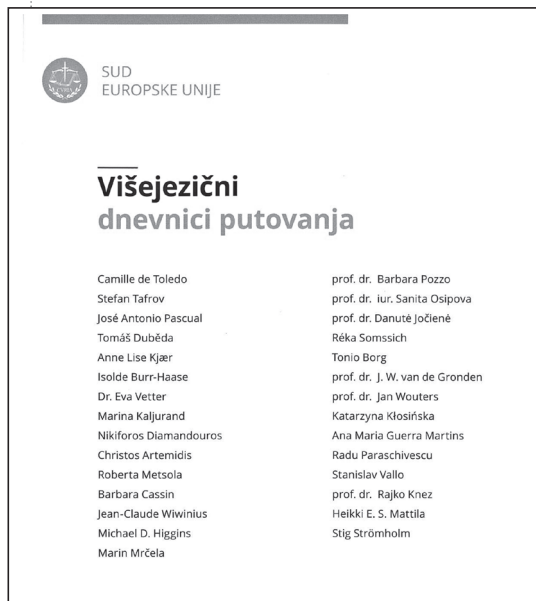 SUD
EUROPSKE UNIJE
Višejezični
dnevnici putovanja
Camille de Toledo
Stefan Tafrov
José Antonio Pascual
Tomáš Duběda
Anne Lise Kjær
Isolde Burr-Haase
Dr. Eva Vetter
Marina Kaljurand
Nikiforos Diamandouros
Christos Artemidis
Roberta Metsola
Barbara Cassin
Jean-Claude Wiwinius
Michael D. Higgins
Marin Mrčela
prof. dr. Barbara Pozzo
prof. dr. iur. Sanita Osipova
prof. dr. Danutė Jočienė
Réka Somssich
Tonio Borg
prof. dr. J. W. van de Gronden
prof. dr. Jan Wouters
Katarzyna Kłosińska
Ana Maria Guerra Martins
Radu Paraschivescu
Stanislav Vallo
prof. dr. Rajko Knez
Heikki E. S. Mattila
Stig Strömholm